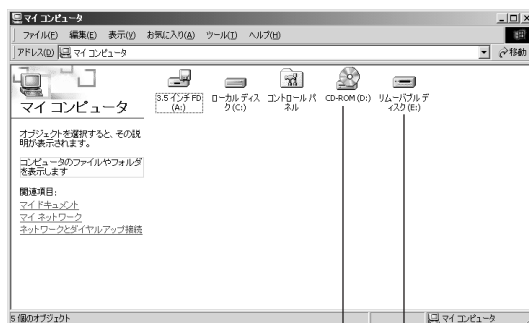 マイ コンピュータ
ファイル(F) 編集(E) 表示(V) お気に入り(A) ツール(T) ヘルプ(H)
アドレス(D) マイ コンピュータ 移動
マイ コンピュータ
オブジェクトを選択すると、その説
明が表示されます。
コンピュータのファイルやフォルダ
を表示します
関連項目:
マイ ドキュメント
マイ ネットワーク
ネットワークとダイヤルアップ接続
3.5 インチ FD
(A:)
ローカル ディス
ク (C:)
コントロール パ
ネル
CD-ROM (D:)
リムーバブル デ
ィスク (E:)
5 個のオブジェクト
マイ コンピュータ